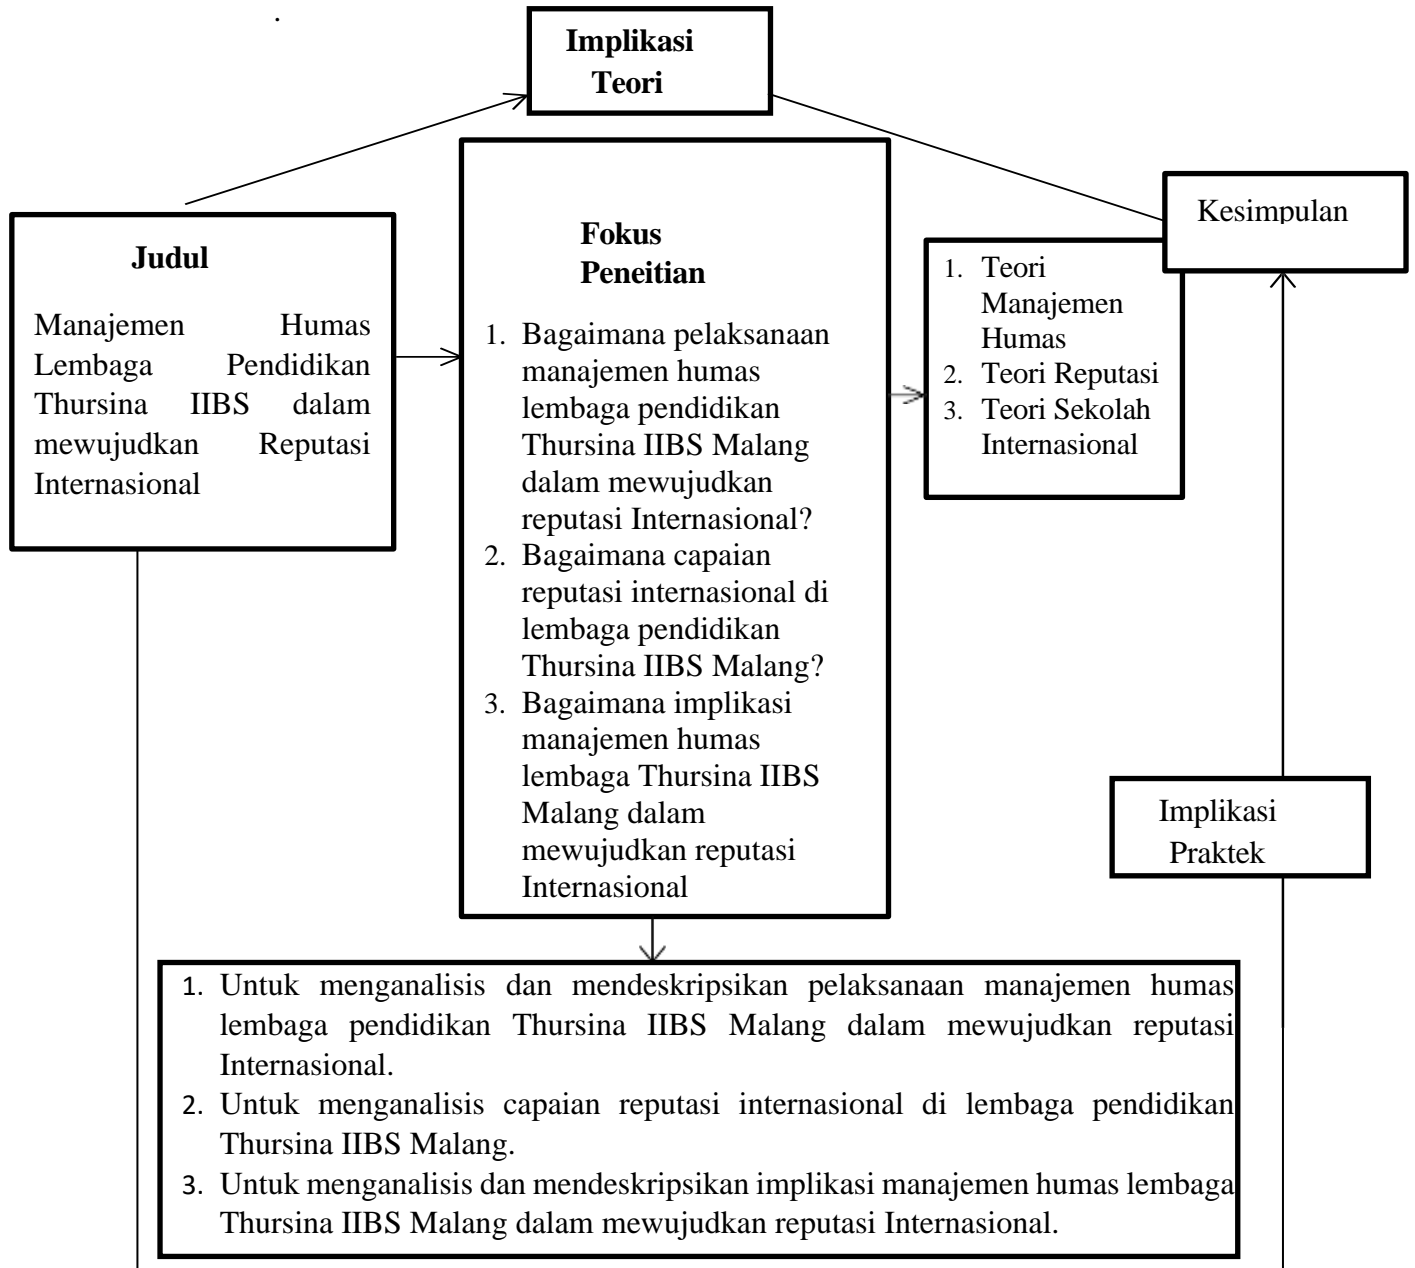 .
Implikasi
Teori
Judul
Manajemen Humas
Lembaga Pendidikan
Thursina IIBS dalam
mewujudkan Reputasi
Internasional
Fokus
Peneitian
1. Bagaimana pelaksanaan
manajemen humas
lembaga pendidikan
Thursina IIBS Malang
dalam mewujudkan
reputasi Internasional?
2. Bagaimana capaian
reputasi internasional di
lembaga pendidikan
Thursina IIBS Malang?
3. Bagaimana implikasi
manajemen humas
lembaga Thursina IIBS
Malang dalam
mewujudkan reputasi
Internasional
1. Teori
Manajemen
Humas
2. Teori Reputasi
3. Teori Sekolah
Internasional
Kesimpulan
Implikasi
Praktek
1. Untuk menganalisis dan mendeskripsikan pelaksanaan manajemen humas
lembaga pendidikan Thursina IIBS Malang dalam mewujudkan reputasi
Internasional.
2. Untuk menganalisis capaian reputasi internasional di lembaga pendidikan
Thursina IIBS Malang.
3. Untuk menganalisis dan mendeskripsikan implikasi manajemen humas lembaga
Thursina IIBS Malang dalam mewujudkan reputasi Internasional.